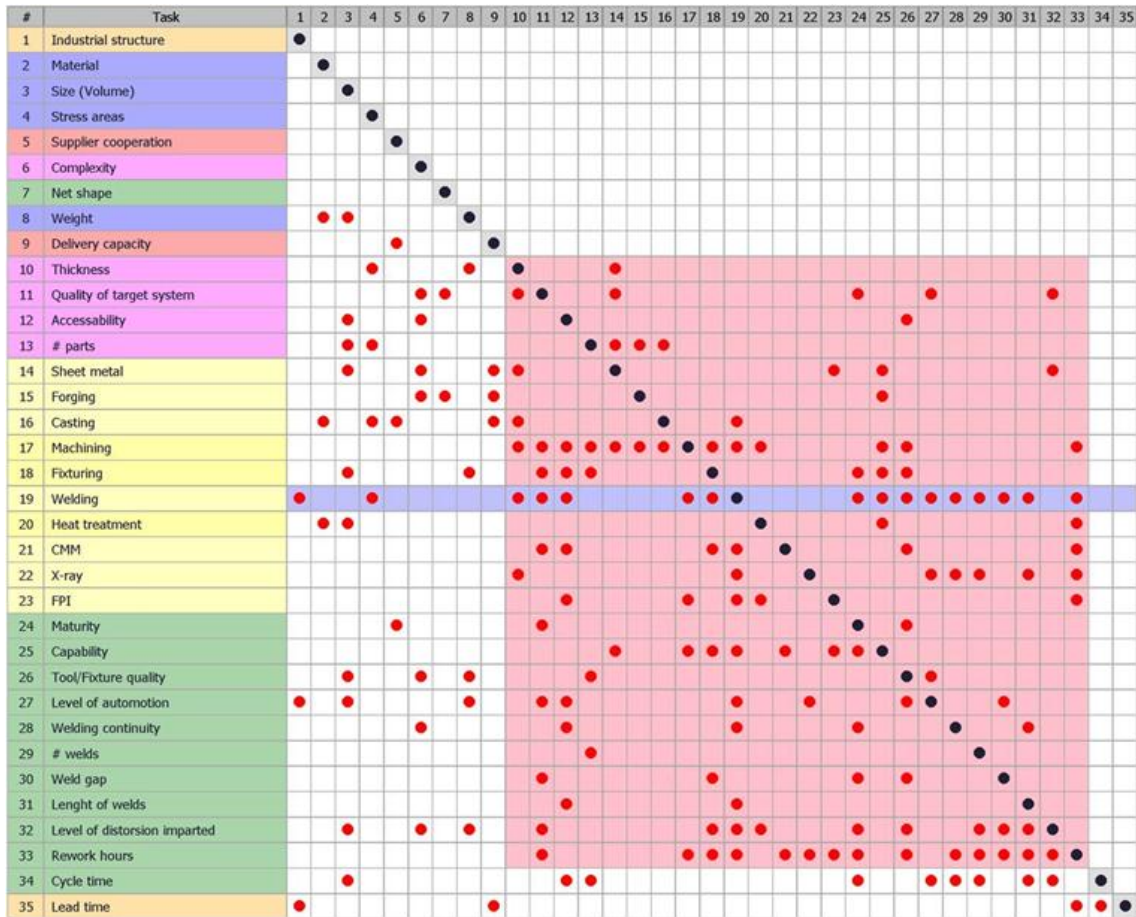 # Task 1 2 3 4 5 6 7 8 9 10 11 12 13 14 15 16 17 18 19 20 21 22 23 24 25 26 27 28 29 30 31 32 33 34 35
1 Industrial structure
2 Material
3 Size (Volume)
4 Stress areas
5 Supplier cooperation
6 Complexity
7 Net shape
8 Weight
9 Delivery capacity
10 Thickness
11 Quality of target system
12 Accessability
13 # parts
14 Sheet metal
15 Forging
16 Casting
17 Machining
18 Fixturing
19 Welding
20 Heat treatment
21 CMM
22 X-ray
23 FPI
24 Maturity
25 Capability
26 Tool/Fixture quality
27 Level of automotion
28 Welding continuity
29 # welds
30 Weld gap
31 Lenght of welds
32 Level of distorsion imparted
33 Rework hours
34 Cycle time
35 Lead time